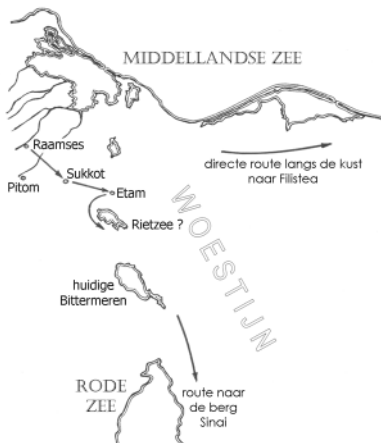 MIDDELLANDSE ZEE
Raamses
directe route langs de kust
naar Filistea
Pitom
Sukkot
Etam
Rietzee ?
WOESTIJN
huidige
Bittermeren
RODE
ZEE
route naar
de berg
Sinai